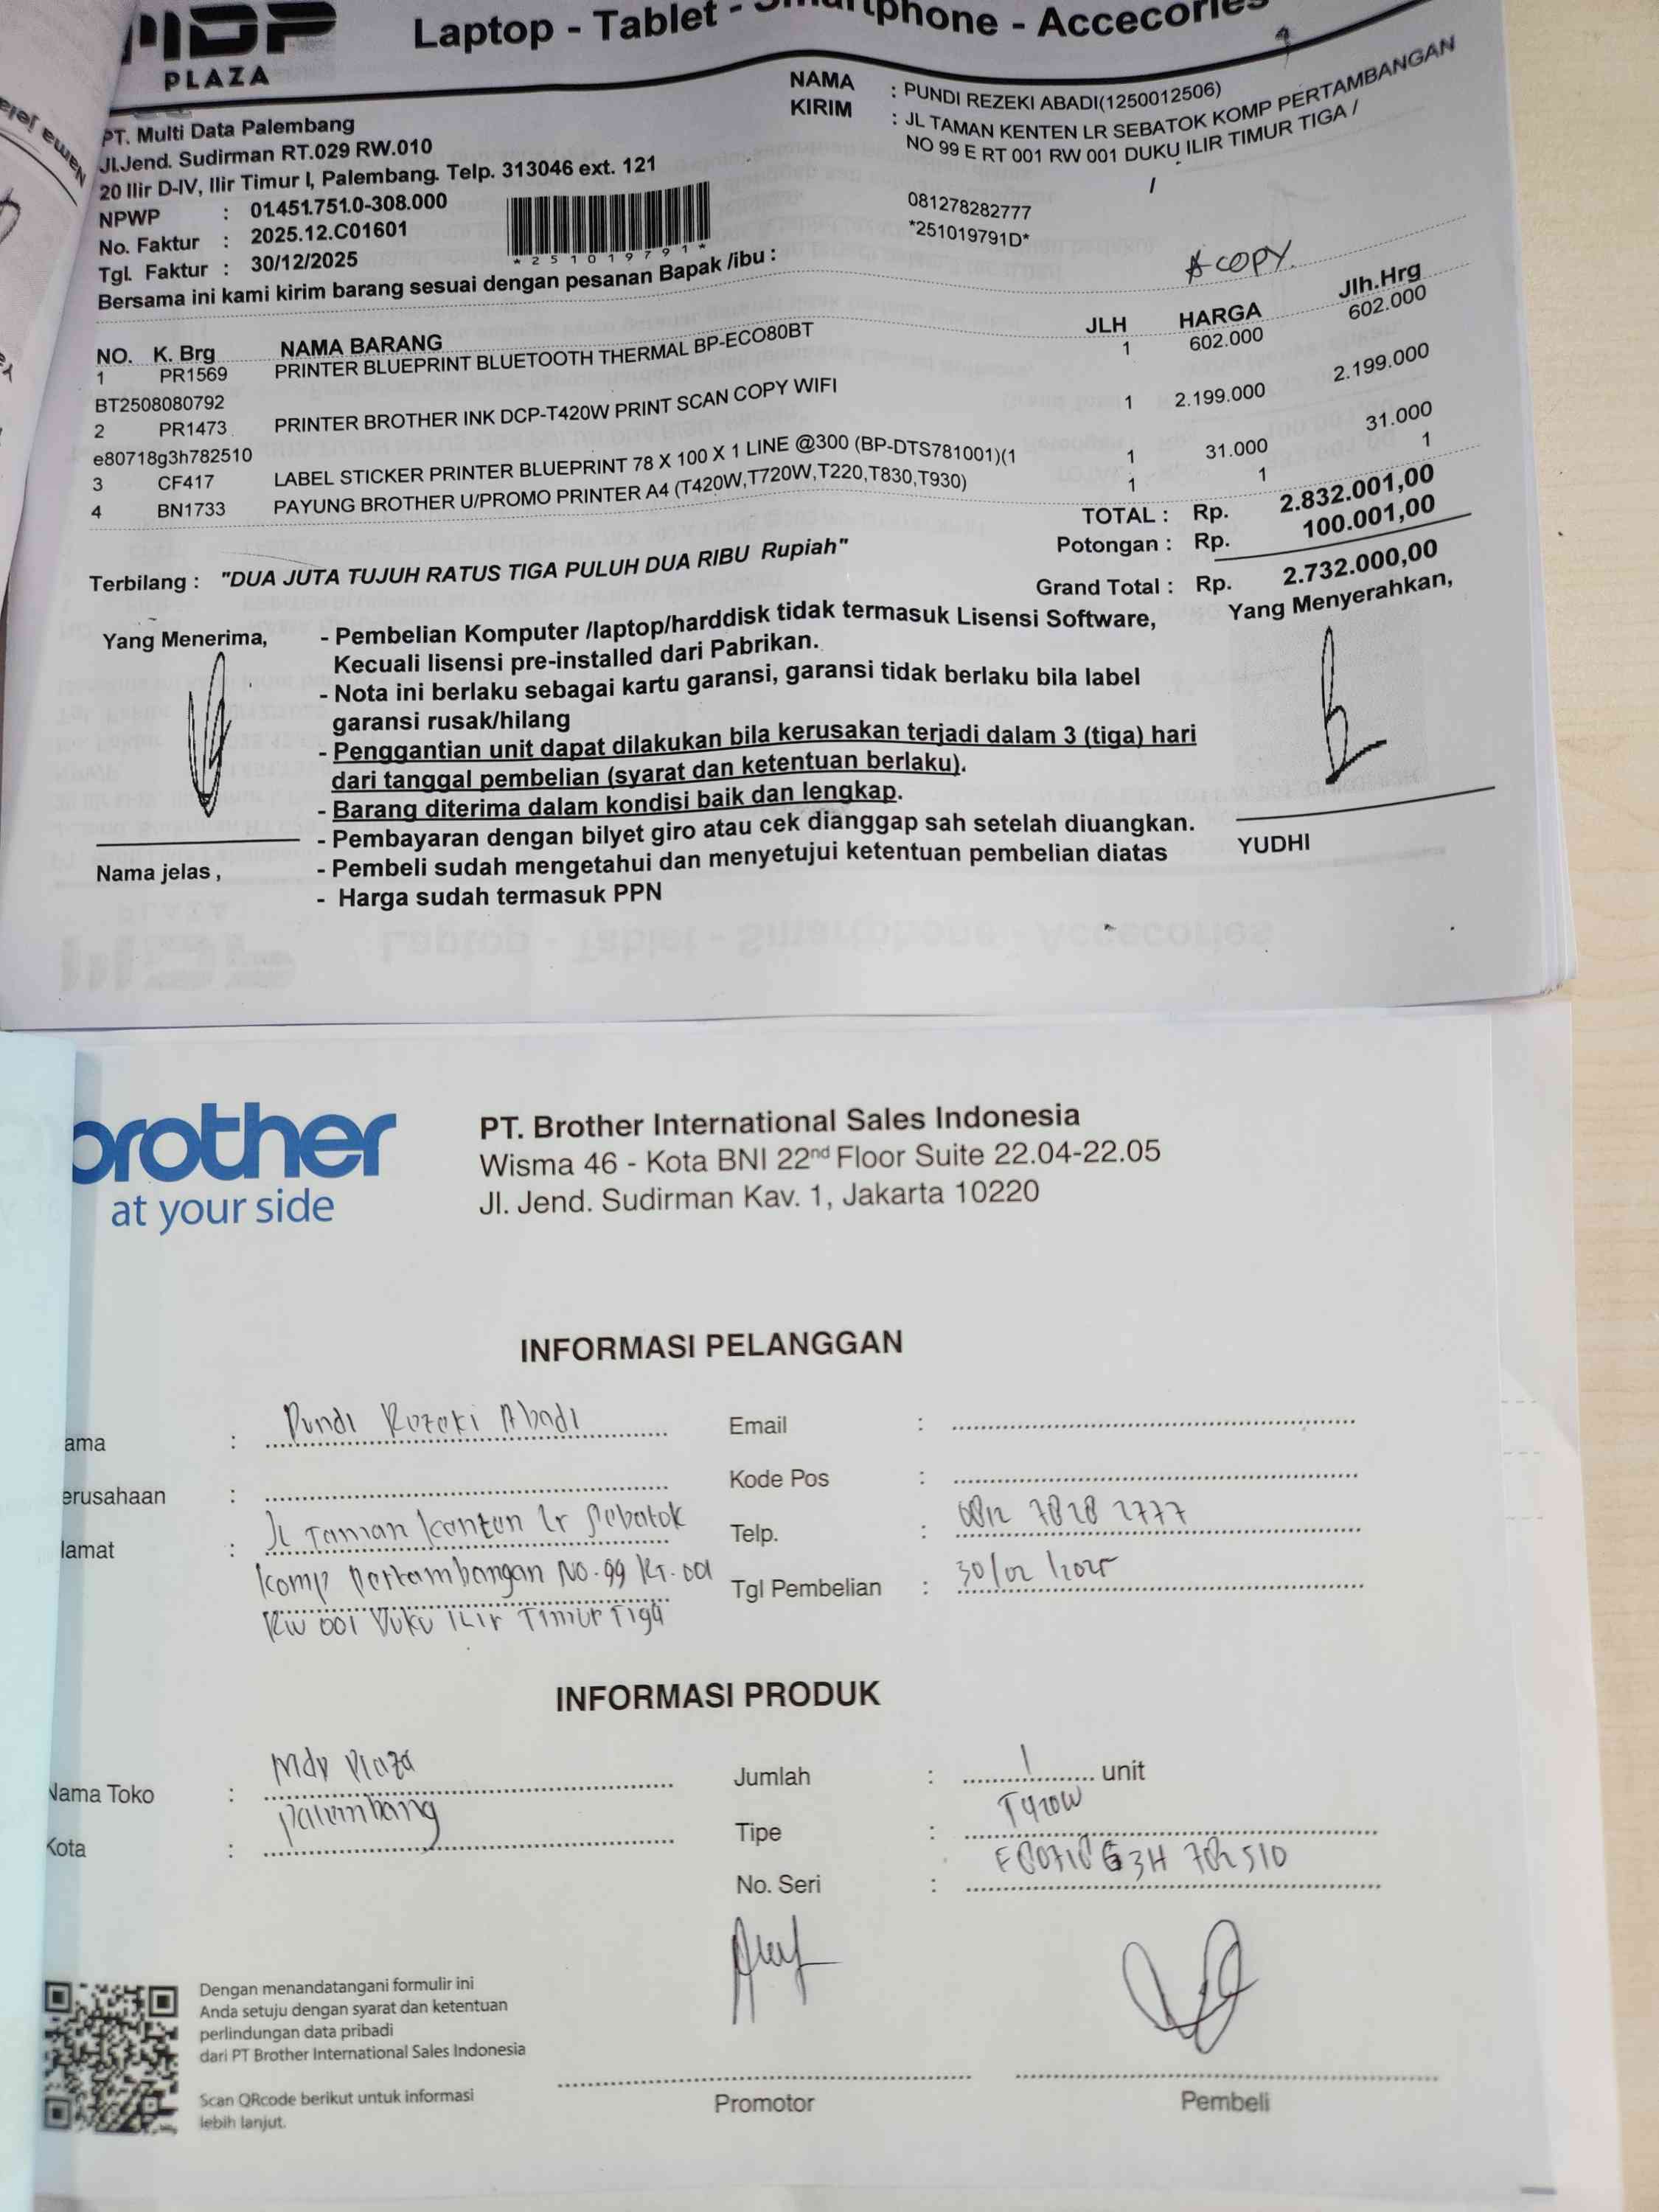 MDP
PLAZA
Laptop - Tablet - Smartphone - Accecories
PT. Multi Data Palembang
Jl.Jend. Sudirman RT.029 RW.010
20 Ilir D-IV, Ilir Timur I, Palembang. Telp. 313046 ext. 121
NPWP : 01.451.751.0-308.000
No. Faktur : 2025.12.C01601
Tgl. Faktur : 30/12/2025
*251019791*
NAMA : PUNDI REZEKI ABADI(1250012506)
KIRIM : JL TAMAN KENTEN LR SEBATOK KOMP PERTAMBANGAN
NO 99 E RT 001 RW 001 DUKU ILIR TIMUR TIGA /
/
081278282777
*251019791D*
Bersama ini kami kirim barang sesuai dengan pesanan Bapak /ibu :
COPY
NO. K. Brg NAMA BARANG JLH HARGA Jlh.Hrg
1 PR1569 PRINTER BLUEPRINT BLUETOOTH THERMAL BP-ECO80BT 1 602.000 602.000
BT2508080792
2 PR1473 PRINTER BROTHER INK DCP-T420W PRINT SCAN COPY WIFI 1 2.199.000 2.199.000
e80718g3h782510
3 CF417 LABEL STICKER PRINTER BLUEPRINT 78 X 100 X 1 LINE @300 (BP-DTS781001)(1 1 31.000 31.000
4 BN1733 PAYUNG BROTHER U/PROMO PRINTER A4 (T420W,T720W,T220,T830,T930) 1 1 1
TOTAL : Rp. 2.832.001,00
Potongan : Rp. 100.001,00
Terbilang : "DUA JUTA TUJUH RATUS TIGA PULUH DUA RIBU Rupiah"
Grand Total : Rp. 2.732.000,00
Yang Menerima,
- Pembelian Komputer /laptop/harddisk tidak termasuk Lisensi Software,
Kecuali lisensi pre-installed dari Pabrikan.
- Nota ini berlaku sebagai kartu garansi, garansi tidak berlaku bila label
garansi rusak/hilang
- Penggantian unit dapat dilakukan bila kerusakan terjadi dalam 3 (tiga) hari
dari tanggal pembelian (syarat dan ketentuan berlaku).
- Barang diterima dalam kondisi baik dan lengkap.
- Pembayaran dengan bilyet giro atau cek dianggap sah setelah diuangkan.
- Pembeli sudah mengetahui dan menyetujui ketentuan pembelian diatas
- Harga sudah termasuk PPN
Nama jelas ,
Yang Menyerahkan,
YUDHI
brother
at your side
PT. Brother International Sales Indonesia
Wisma 46 - Kota BNI 22nd Floor Suite 22.04-22.05
Jl. Jend. Sudirman Kav. 1, Jakarta 10220
INFORMASI PELANGGAN
ama : Pundi Rezeki Abadi
erusahaan :
lamat : Jl Taman Kenten Lr Sebatok
Komp Pertambangan No.99 RT.001
RW 001 Duku ILIR TIMUR TIGA
Email :
Kode Pos :
Telp. : 0812 7828 2777
Tgl Pembelian :
INFORMASI PRODUK
Nama Toko : Mdp Plaza
Kota : Palembang
Jumlah : 1 unit
Tipe : T420W
No. Seri : E80718G3H782510
Dengan menandatangani formulir ini
Anda setuju dengan syarat dan ketentuan
perlindungan data pribadi
dari PT Brother International Sales Indonesia
Scan QRcode berikut untuk informasi
lebih lanjut.
Promotor
Pembeli